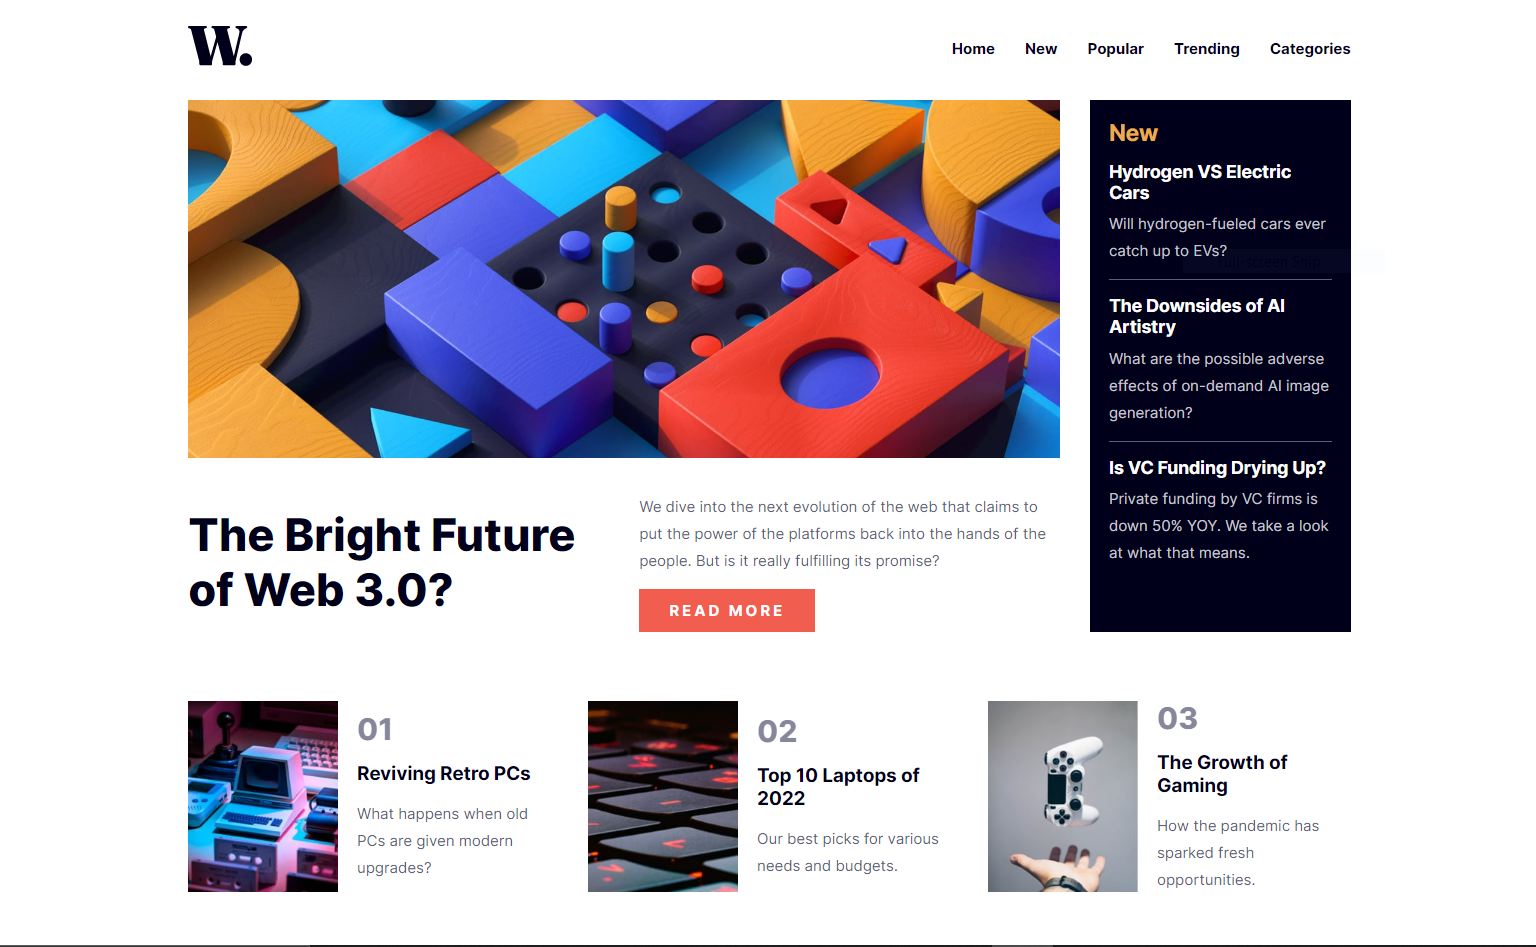 W.
Home New Popular Trending Categories
New
Hydrogen VS Electric
Cars
Will hydrogen-fueled cars ever
catch up to EVs?
The Downsides of AI
Artistry
What are the possible adverse
effects of on-demand AI image
generation?
Is VC Funding Drying Up?
Private funding by VC firms is
down 50% YOY. We take a look
at what that means.
The Bright Future
of Web 3.0?
We dive into the next evolution of the web that claims to
put the power of the platforms back into the hands of the
people. But is it really fulfilling its promise?
READ MORE
01
Reviving Retro PCs
What happens when old
PCs are given modern
upgrades?
02
Top 10 Laptops of
2022
Our best picks for various
needs and budgets.
03
The Growth of
Gaming
How the pandemic has
sparked fresh
opportunities.